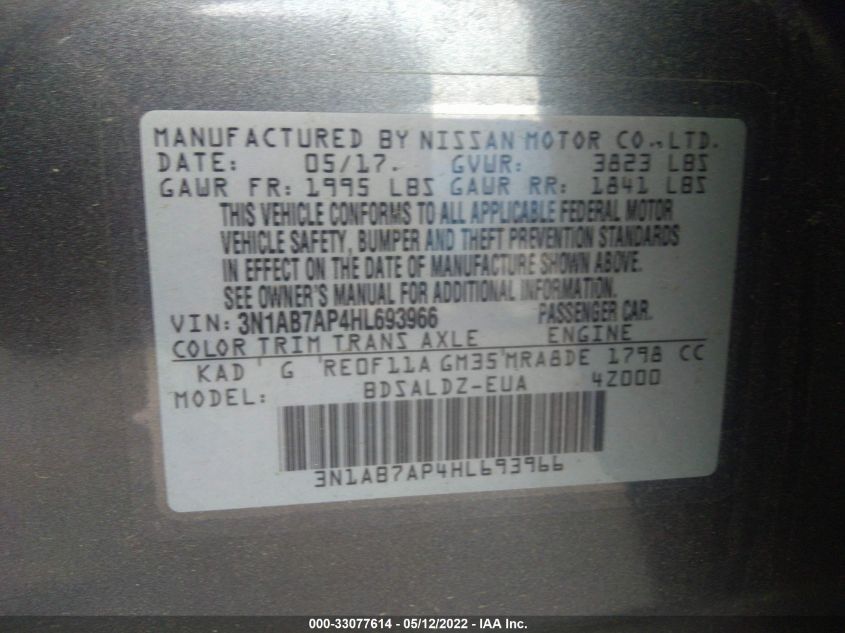 MANUFACTURED BY NISSAN MOTOR CO., LTD.
DATE: 05/17. GVWR: 3823 LBS
GAWR FR: 1995 LBS GAWR RR: 1841 LBS
THIS VEHICLE CONFORMS TO ALL APPLICABLE FEDERAL MOTOR
VEHICLE SAFETY, BUMPER AND THEFT PREVENTION STANDARDS
IN EFFECT ON THE DATE OF MANUFACTURE SHOWN ABOVE.
SEE OWNER'S MANUAL FOR ADDITIONAL INFORMATION.
VIN: 3N1AB7AP4HL693966 PASSENGER CAR.
COLOR TRIM TRANS AXLE ENGINE
KAD G RE0F11A GM35 MRA8DE 1798 CC
MODEL: BDSALDZ-EUA 4Z000
3N1AB7AP4HL693966
000-33077614 - 05/12/2022 - IAA Inc.